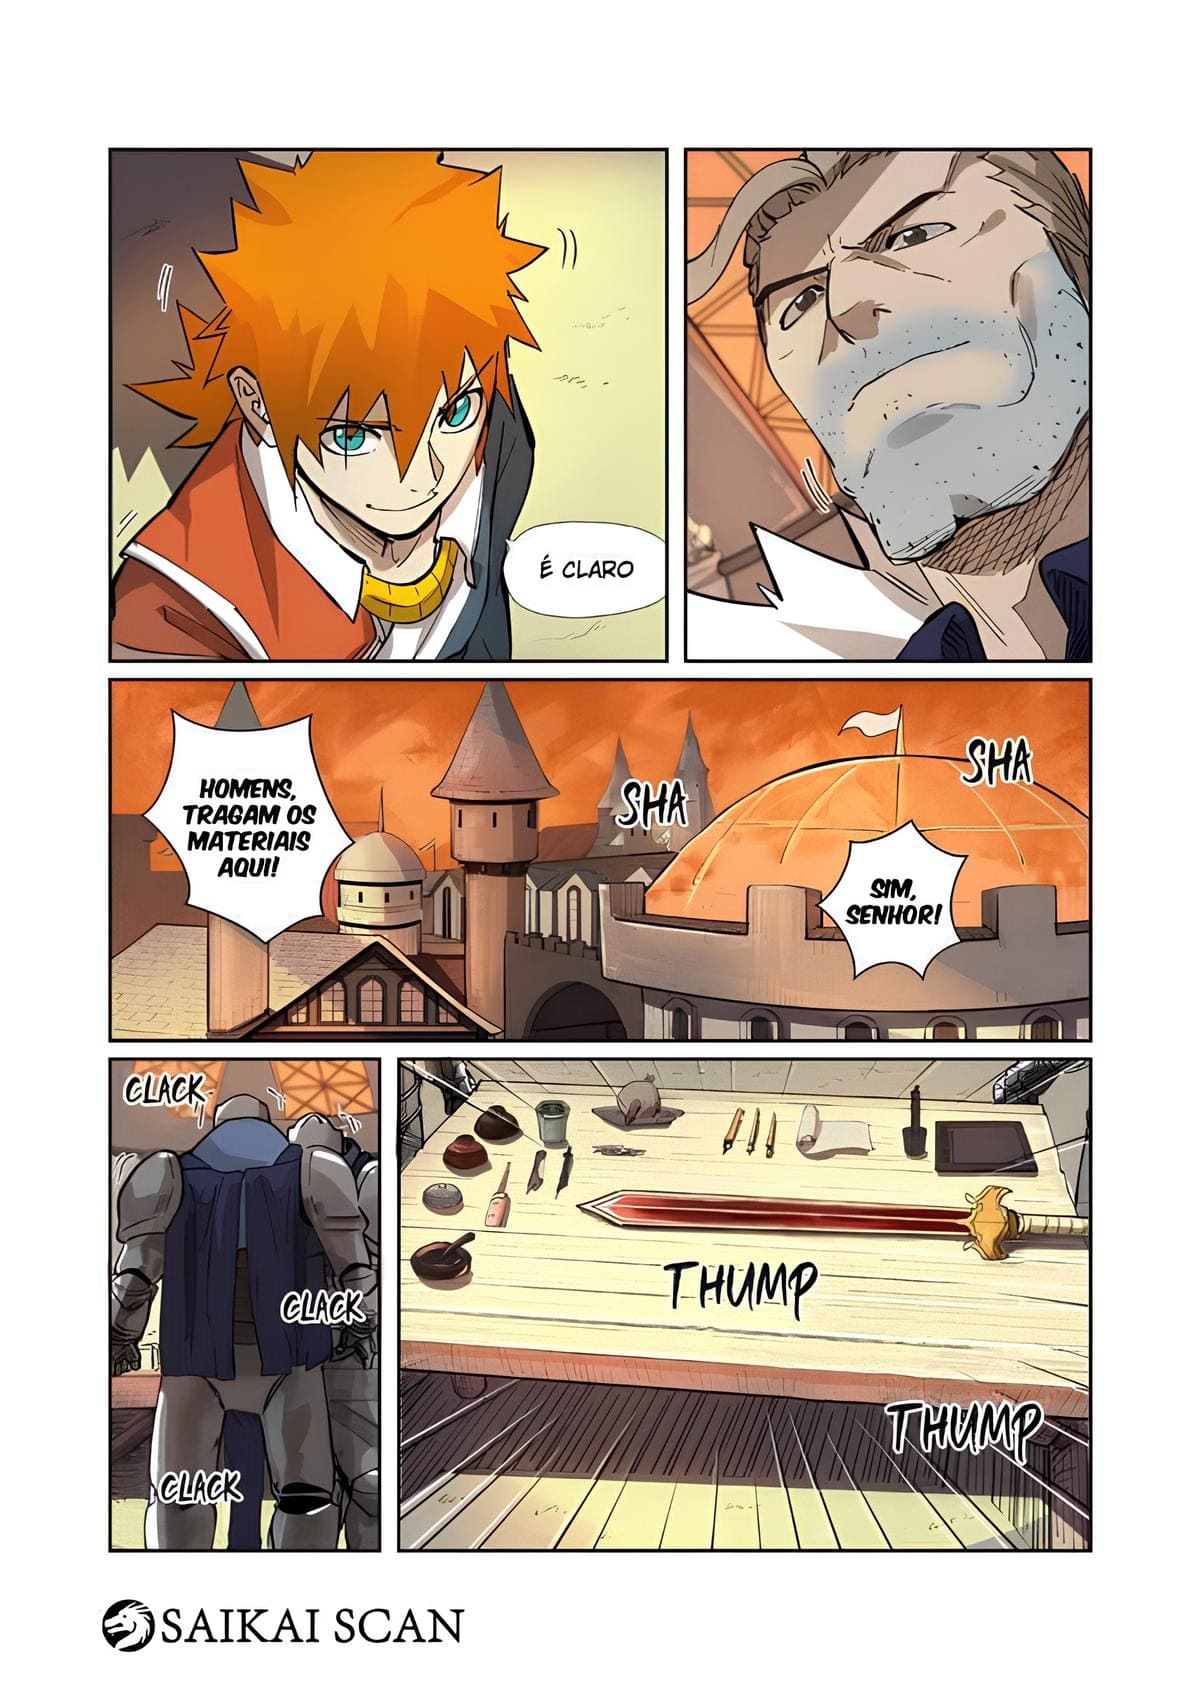 É CLARO
HOMENS,
TRAGAM OS
MATERIAIS
AQUI!
SHA
SHA
SIM,
SENHOR!
CLACK
CLACK
CLACK
THUMP
THUMP
SAIKAI SCAN